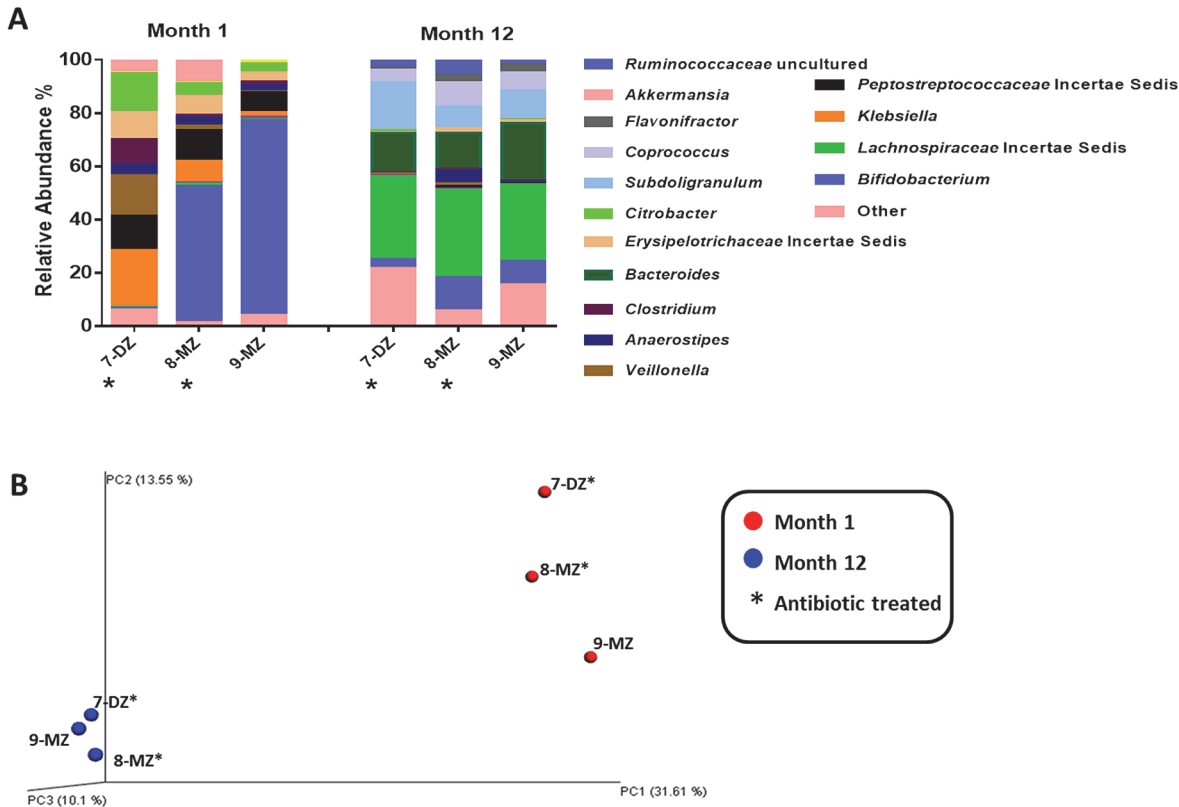 A
Month 1
Month 12
Relative Abundance %
100
80
60
40
20
0
7-DZ
8-MZ
9-MZ
7-DZ
8-MZ
9-MZ
*
*
*
*
Ruminococcaceae uncultured
Akkermansia
Flavonifractor
Coprococcus
Subdoligranulum
Citrobacter
Erysipelotrichaceae Incertae Sedis
Bacteroides
Clostridium
Anaerostipes
Veillonella
Peptostreptococcaceae Incertae Sedis
Klebsiella
Lachnospiraceae Incertae Sedis
Bifidobacterium
Other
B
PC2 (13.55 %)
7-DZ*
8-MZ*
9-MZ
7-DZ*
9-MZ
8-MZ*
PC3 (10.1 %)
PC1 (31.61 %)
Month 1
Month 12
* Antibiotic treated